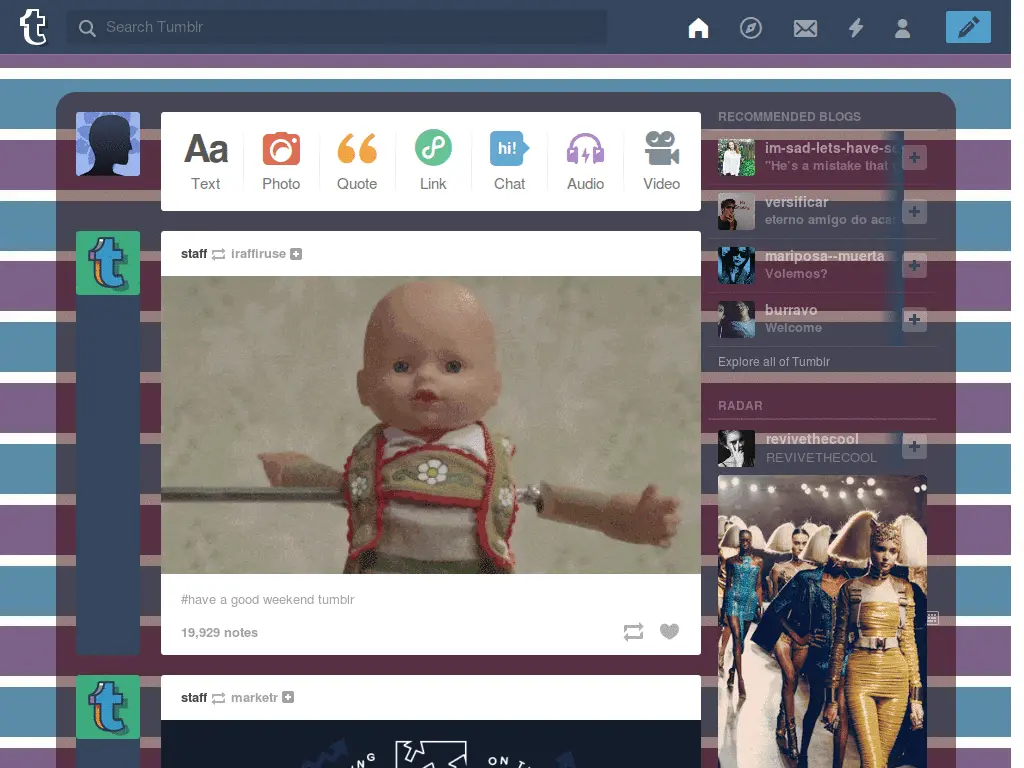 Search Tumblr
Aa
hi!
Text Photo Quote Link Chat Audio Video
staff iraffiruse
#have a good weekend tumblr
19,929 notes
staff marketr
ON
RECOMMENDED BLOGS
im-sad-lets-have-se
"He's a mistake that
versificar
eterno amigo do aca
mariposa--muerta
Volemos?
burravo
Welcome
Explore all of Tumblr
RADAR
revivethecool
REVIVETHECOOL